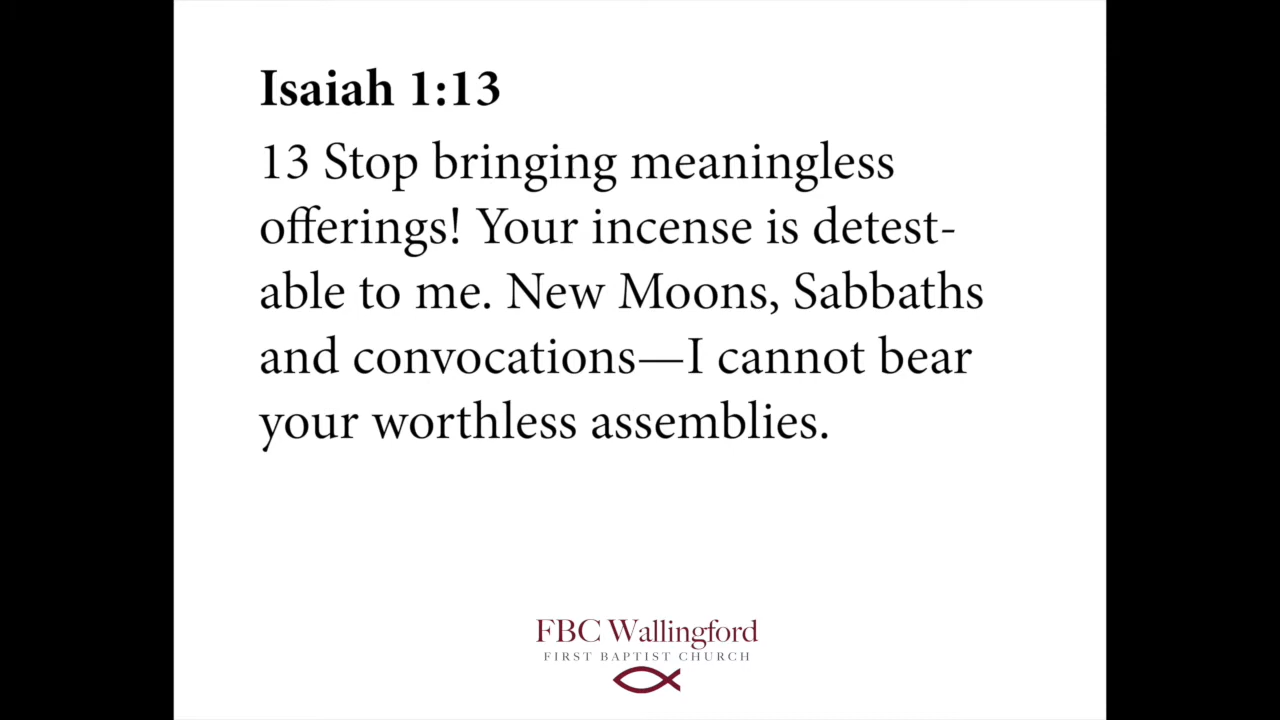 Isaiah 1:13
13 Stop bringing meaningless
offerings! Your incense is detest-
able to me. New Moons, Sabbaths
and convocations—I cannot bear
your worthless assemblies.
FBC Wallingford
FIRST BAPTIST CHURCH